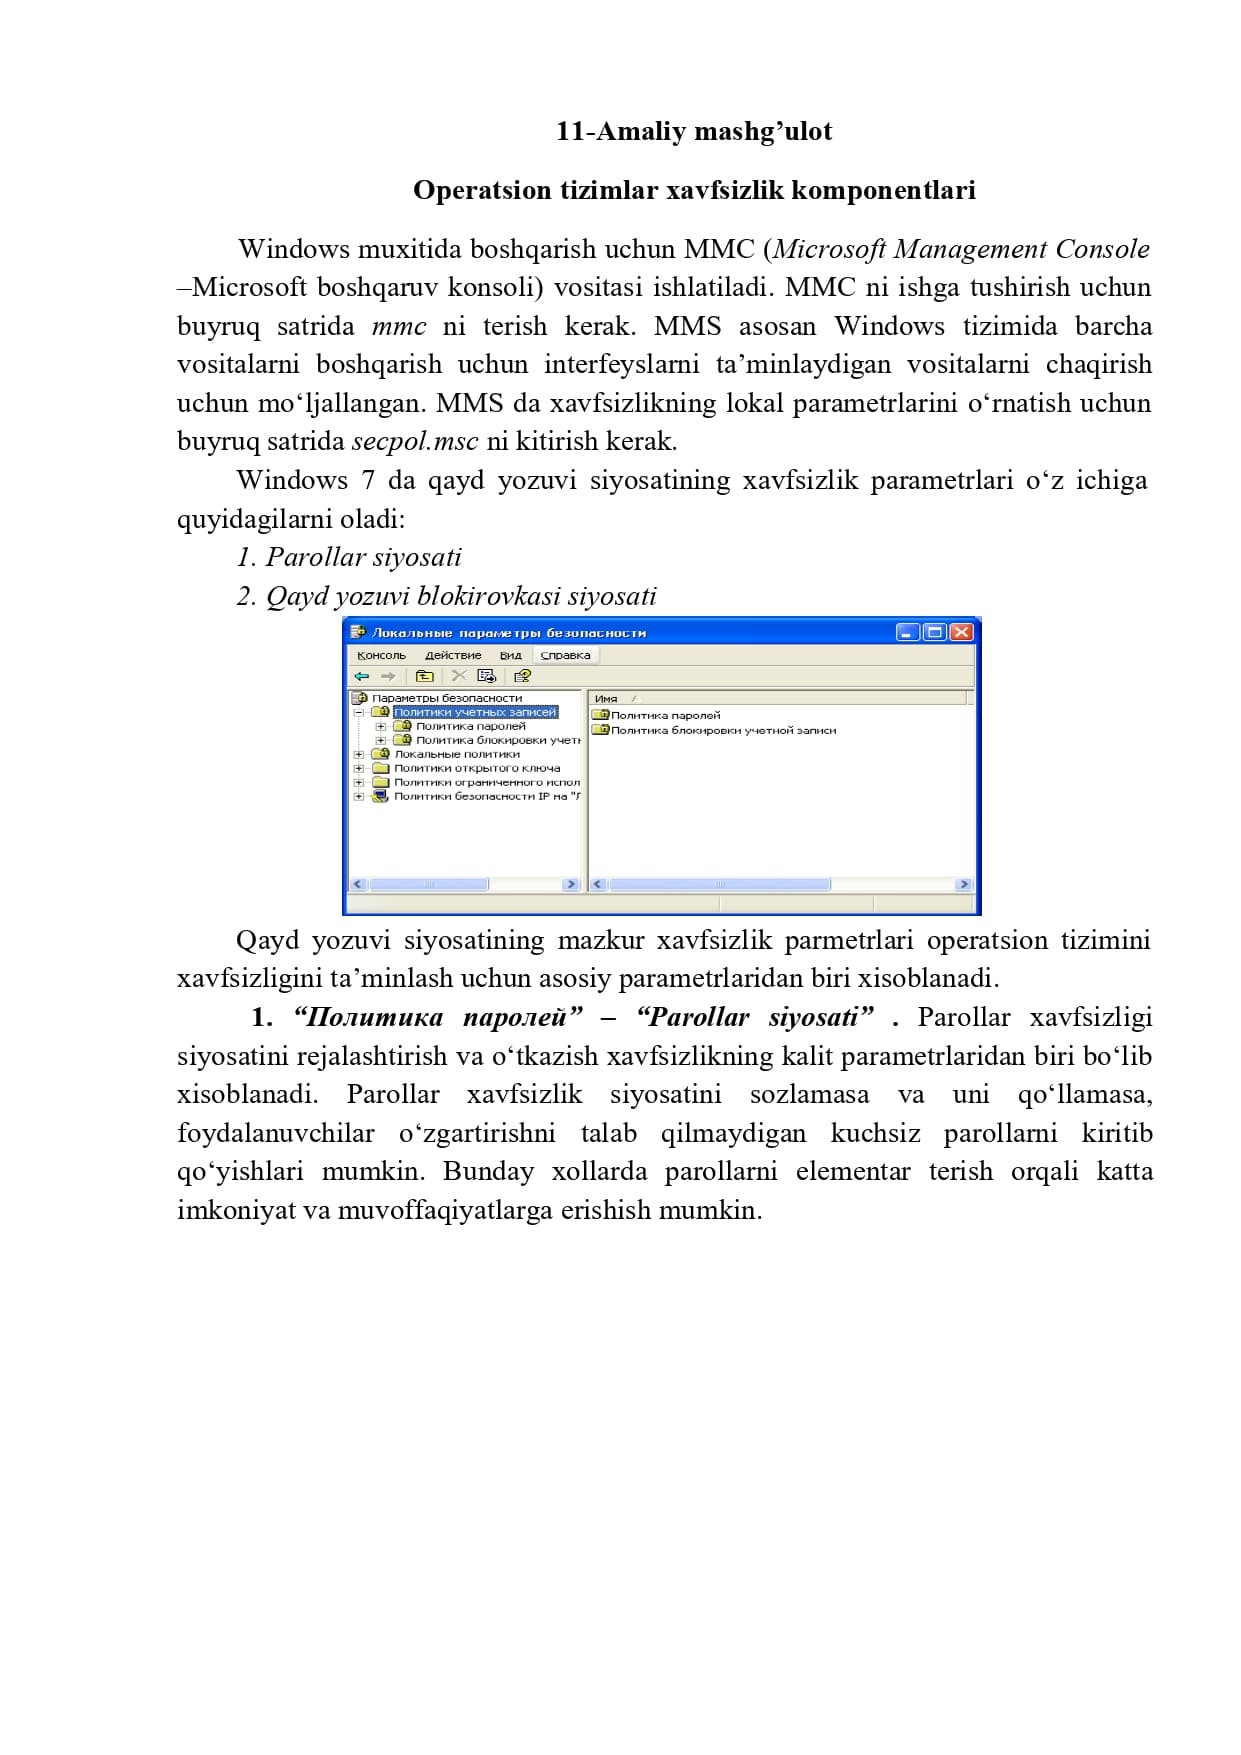 11-Amaliy mashg’ulot
Operatsion tizimlar xavfsizlik komponentlari
Windows muxitida boshqarish uchun MMC (Microsoft Management Console
–Microsoft boshqaruv konsoli) vositasi ishlatiladi. MMC ni ishga tushirish uchun
buyruq satrida mmc ni terish kerak. MMS asosan Windows tizimida barcha
vositalarni boshqarish uchun interfeyslarni ta’minlaydigan vositalarni chaqirish
uchun mo‘ljallangan. MMS da xavfsizlikning lokal parametrlarini o‘rnatish uchun
buyruq satrida secpol.msc ni kitirish kerak.
Windows 7 da qayd yozuvi siyosatining xavfsizlik parametrlari o‘z ichiga
quyidagilarni oladi:
1. Parollar siyosati
2. Qayd yozuvi blokirovkasi siyosati
Локальные параметры безопасности
Консоль Действие Вид Справка
Параметры безопасности
Политики учетных записей
Политика паролей
Политика блокировки учетн
Локальные политики
Политики открытого ключа
Политики ограниченного испол
Политики безопасности IP на "Л
Имя
Политика паролей
Политика блокировки учетной записи
Qayd yozuvi siyosatining mazkur xavfsizlik parmetrlari operatsion tizimini
xavfsizligini ta’minlash uchun asosiy parametrlaridan biri xisoblanadi.
1. “Политика паролей” – “Parollar siyosati” . Parollar xavfsizligi
siyosatini rejalashtirish va o‘tkazish xavfsizlikning kalit parametrlaridan biri bo‘lib
xisoblanadi. Parollar xavfsizlik siyosatini sozlamasa va uni qo‘llamasa,
foydalanuvchilar o‘zgartirishni talab qilmaydigan kuchsiz parollarni kiritib
qo‘yishlari mumkin. Bunday xollarda parollarni elementar terish orqali katta
imkoniyat va muvoffaqiyatlarga erishish mumkin.